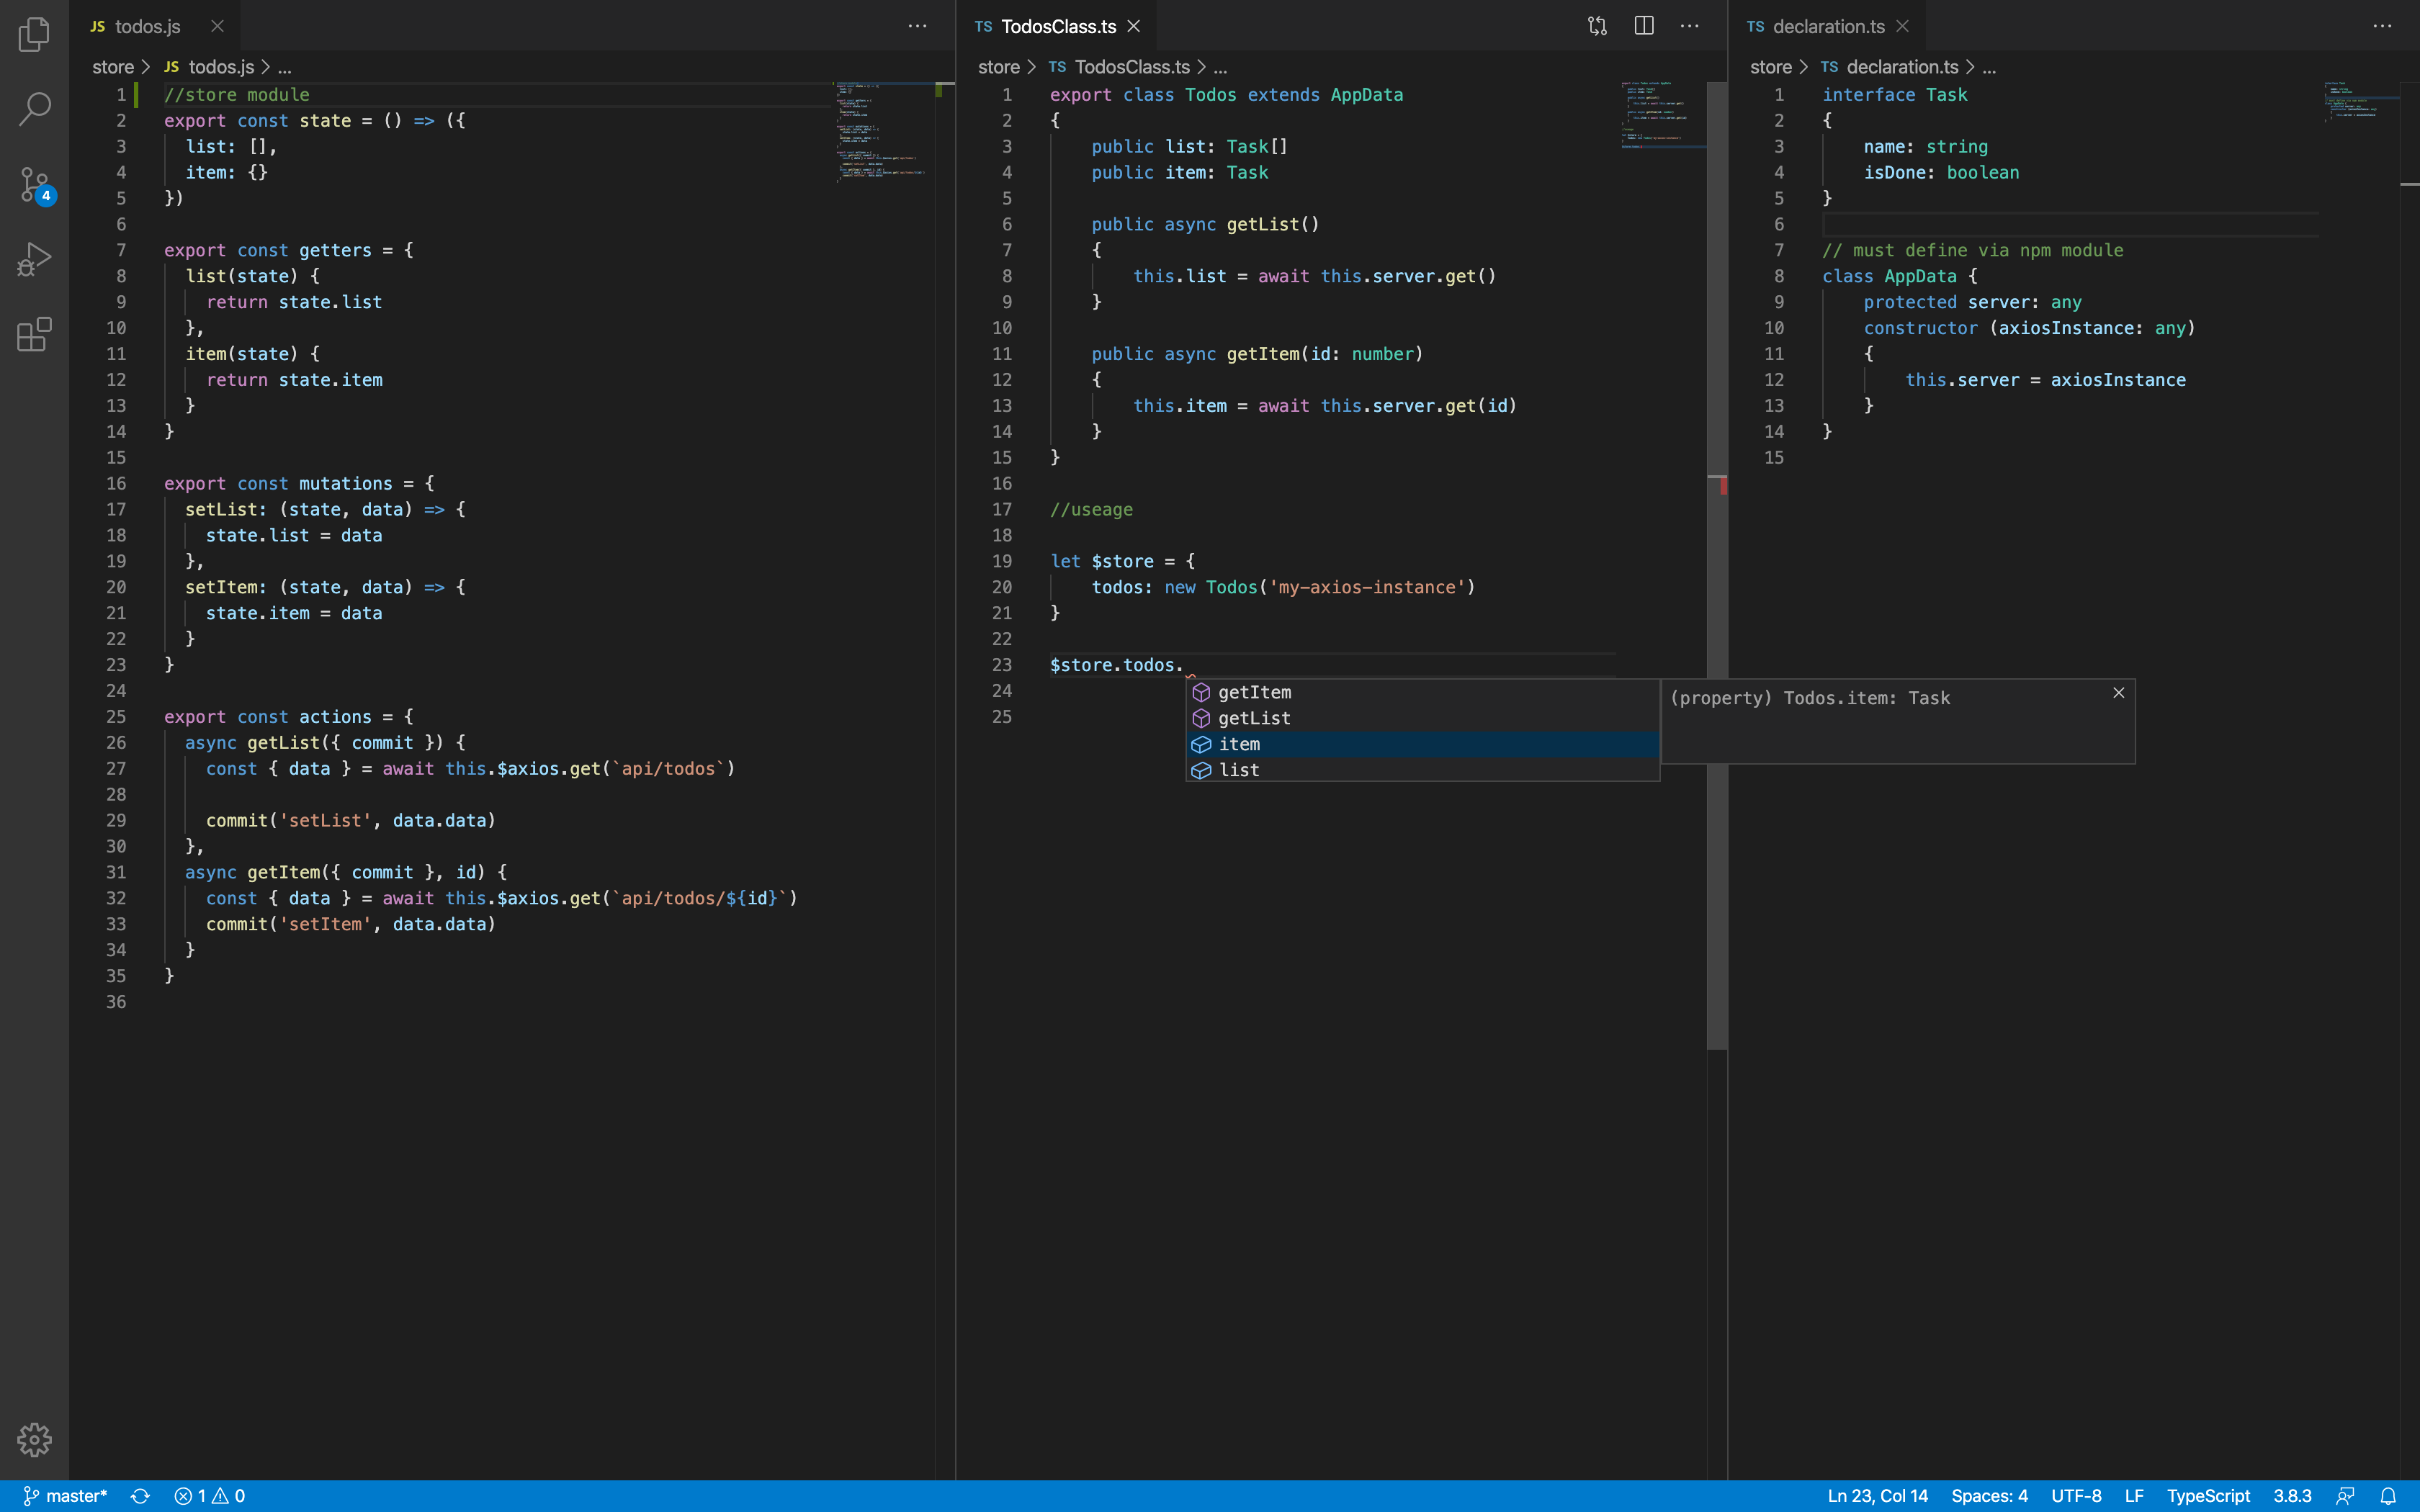 JS todos.js
store > JS todos.js > ...
1 //store module
2 export const state = () => ({
3   list: [],
4   item: {}
5 })
6
7 export const getters = {
8   list(state) {
9     return state.list
10   },
11   item(state) {
12     return state.item
13   }
14 }
15
16 export const mutations = {
17   setList: (state, data) => {
18     state.list = data
19   },
20   setItem: (state, data) => {
21     state.item = data
22   }
23 }
24
25 export const actions = {
26   async getList({ commit }) {
27     const { data } = await this.$axios.get(`api/todos`)
28
29     commit('setList', data.data)
30   },
31   async getItem({ commit }, id) {
32     const { data } = await this.$axios.get(`api/todos/${id}`)
33     commit('setItem', data.data)
34   }
35 }
36
4
TS TodosClass.ts
store > TS TodosClass.ts > ...
1 export class Todos extends AppData
2 {
3     public list: Task[]
4     public item: Task
5
6     public async getList()
7     {
8         this.list = await this.server.get()
9     }
10
11     public async getItem(id: number)
12     {
13         this.item = await this.server.get(id)
14     }
15 }
16
17 //useage
18
19 let $store = {
20     todos: new Todos('my-axios-instance')
21 }
22
23 $store.todos.
24
25
getItem
getList
item
list
(property) Todos.item: Task
TS declaration.ts
store > TS declaration.ts > ...
1 interface Task
2 {
3     name: string
4     isDone: boolean
5 }
6
7 // must define via npm module
8 class AppData {
9     protected server: any
10     constructor (axiosInstance: any)
11     {
12         this.server = axiosInstance
13     }
14 }
15
master* 1 0 Ln 23, Col 14 Spaces: 4 UTF-8 LF TypeScript 3.8.3